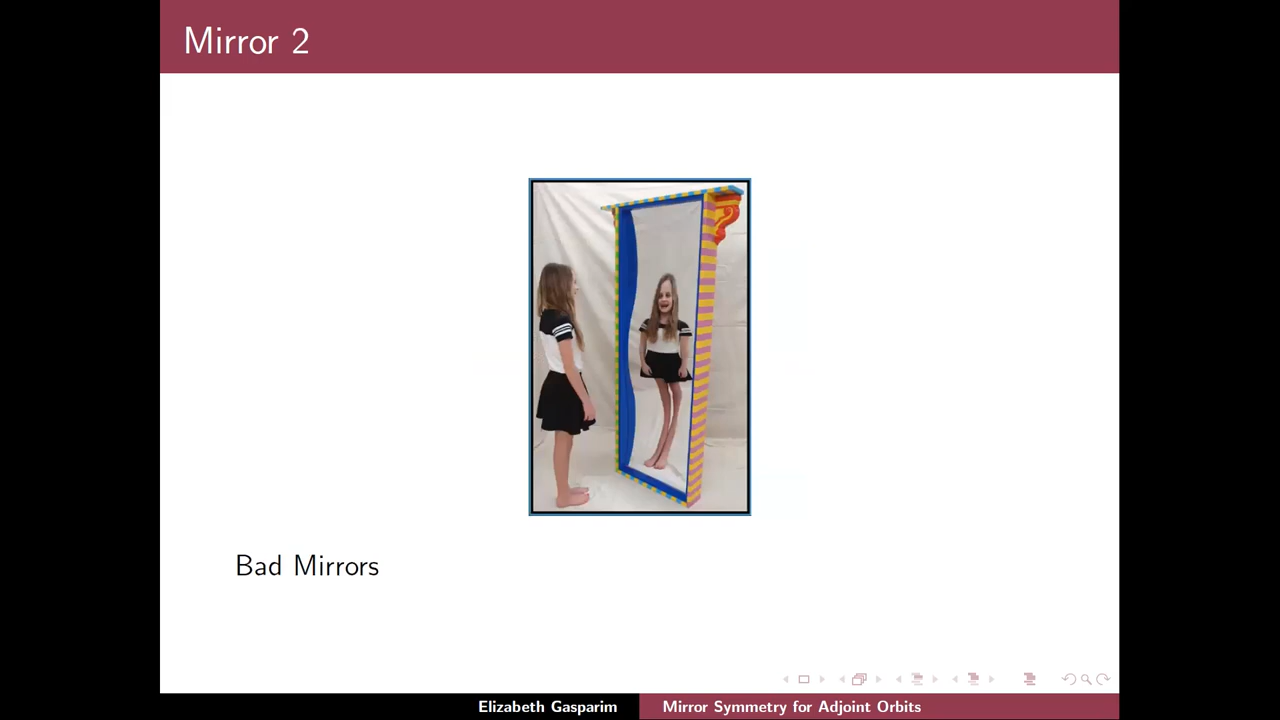 Mirror 2
Bad Mirrors
Elizabeth Gasparim
Mirror Symmetry for Adjoint Orbits